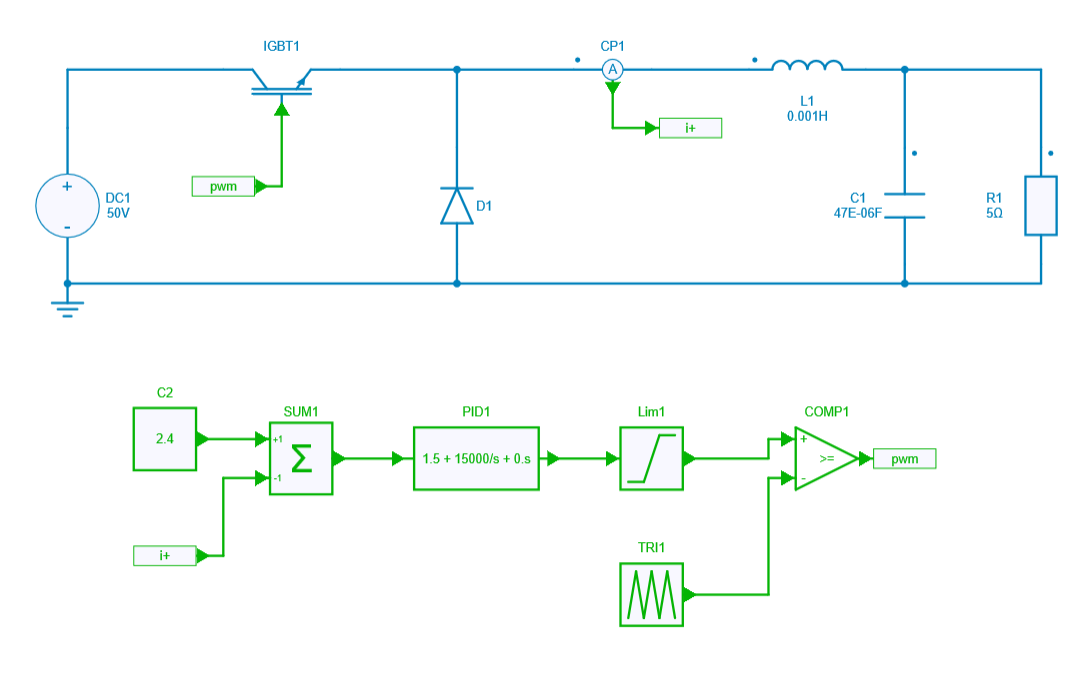 IGBT1
CP1
A
i+
L1
0.001H
pwm
+
-
DC1
50V
D1
C1
47E-06F
R1
5Ω
C2
2.4
SUM1
+1
-1
Σ
PID1
1.5 + 15000/s + 0.s
Lim1
COMP1
+
>=
-
pwm
i+
TRI1